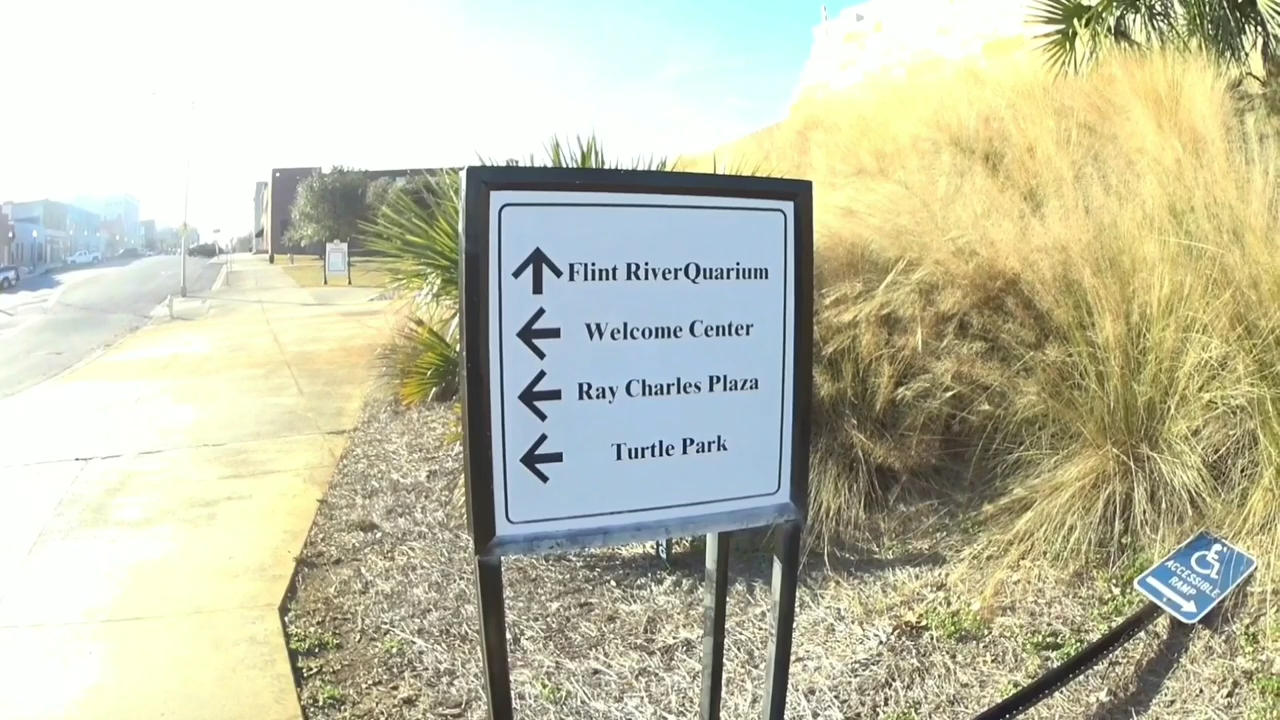 Flint RiverQuarium
Welcome Center
Ray Charles Plaza
Turtle Park
ACCESSIBLE
RAMP